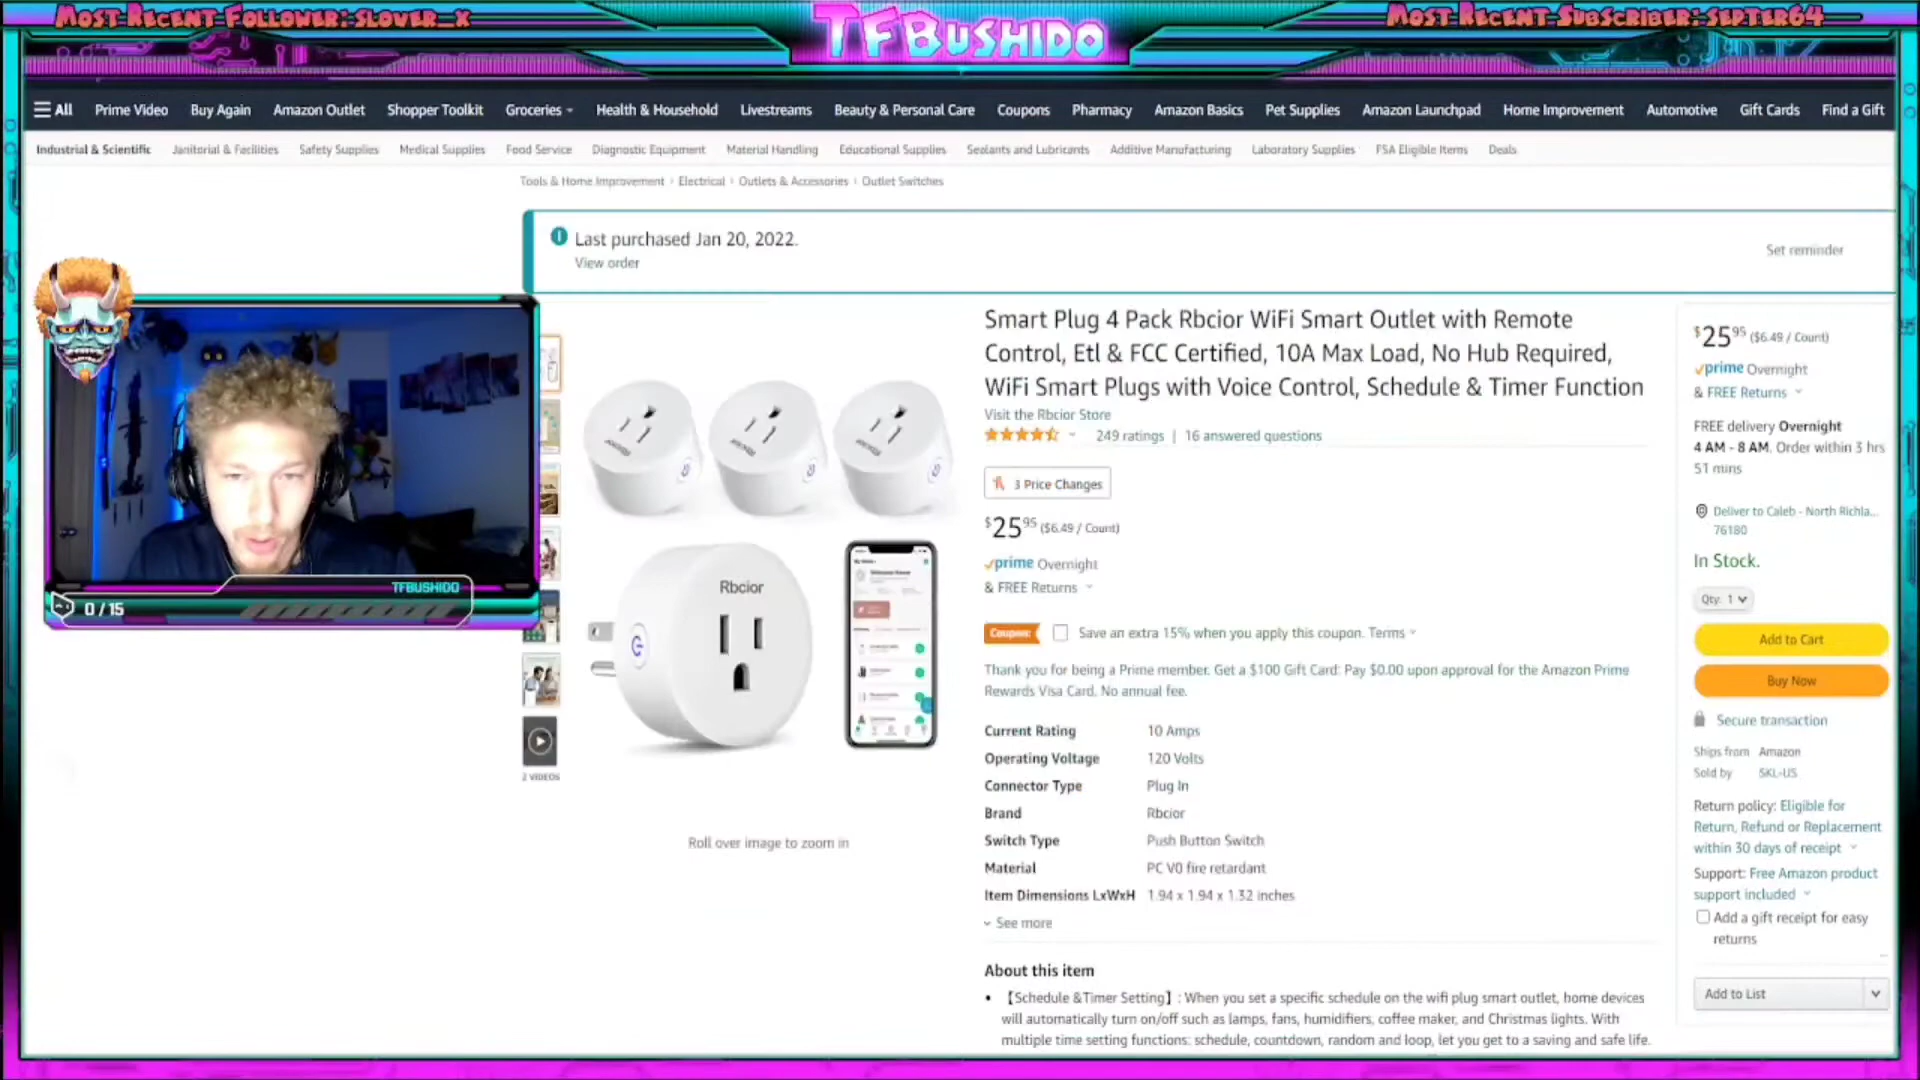 Most Recent Follower: slover_x
TFBushido
Most Recent Subscriber: septer64
All Prime Video Buy Again Amazon Outlet Shopper Toolkit Groceries Health & Household Livestreams Beauty & Personal Care Coupons Pharmacy Amazon Basics Pet Supplies Amazon Launchpad Home Improvement Automotive Gift Cards Find a Gift
Industrial & Scientific Janitorial & Facilities Safety Supplies Medical Supplies Food Service Diagnostic Equipment Material Handling Educational Supplies Sealants and Lubricants Additive Manufacturing Laboratory Supplies FSA Eligible Items Deals
Tools & Home Improvement › Electrical › Outlets & Accessories › Outlet Switches
Last purchased Jan 20, 2022.
View order
Set reminder
TFBUSHIDO
0 / 15
2 VIDEOS
Rbcior
Roll over image to zoom in
Smart Plug 4 Pack Rbcior WiFi Smart Outlet with Remote
Control, Etl & FCC Certified, 10A Max Load, No Hub Required,
WiFi Smart Plugs with Voice Control, Schedule & Timer Function
Visit the Rbcior Store
249 ratings | 16 answered questions
3 Price Changes
$25.95 ($6.49 / Count)
prime Overnight
& FREE Returns
Coupon: Save an extra 15% when you apply this coupon. Terms
Thank you for being a Prime member. Get a $100 Gift Card: Pay $0.00 upon approval for the Amazon Prime
Rewards Visa Card. No annual fee.
Current Rating 10 Amps
Operating Voltage 120 Volts
Connector Type Plug In
Brand Rbcior
Switch Type Push Button Switch
Material PC V0 fire retardant
Item Dimensions LxWxH 1.94 x 1.94 x 1.32 inches
See more
About this item
• 【Schedule &Timer Setting】: When you set a specific schedule on the wifi plug smart outlet, home devices
will automatically turn on/off such as lamps, fans, humidifiers, coffee maker, and Christmas lights. With
multiple time setting functions: schedule, countdown, random and loop, let you get to a saving and safe life.
$25.95 ($6.49 / Count)
prime Overnight
& FREE Returns
FREE delivery Overnight
4 AM - 8 AM. Order within 3 hrs
51 mins
Deliver to Caleb - North Richla...
76180
In Stock.
Qty: 1
Add to Cart
Buy Now
Secure transaction
Ships from Amazon
Sold by SKL-US
Return policy: Eligible for
Return, Refund or Replacement
within 30 days of receipt
Support: Free Amazon product
support included
Add a gift receipt for easy
returns
Add to List